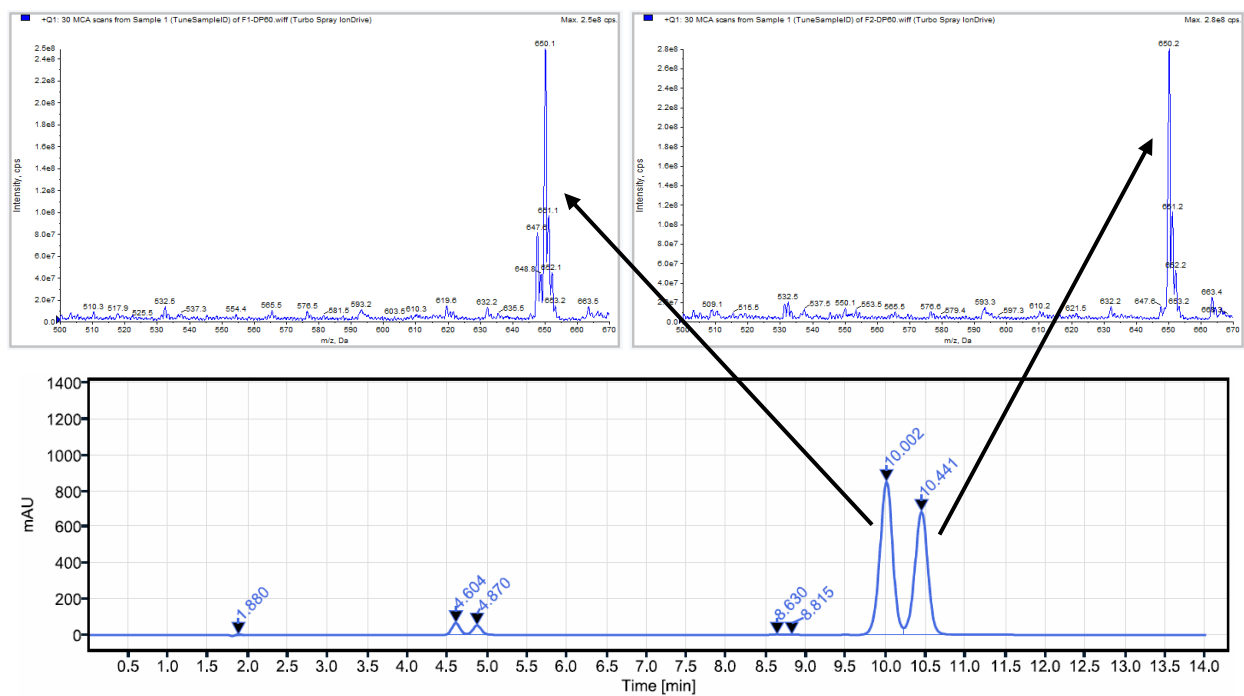 +Q1: 30 MCA scans from Sample 1 (TuneSampleID) of F1-DP60.wiff (Turbo Spray IonDrive) Max. 2.5e8 cps.
Intensity, cps
2.5e8
2.4e8
2.2e8
2.0e8
1.8e8
1.6e8
1.4e8
1.2e8
1.0e8
8.0e7
6.0e7
4.0e7
2.0e7
0.0
650.1
651.1
647.6
648.8
652.1
653.2
510.3
517.9
525.5
532.5
537.3
554.4
565.5
576.5
581.5
593.2
603.5
610.3
619.6
632.2
635.5
663.5
500 510 520 530 540 550 560 570 580 590 600 610 620 630 640 650 660 670
m/z, Da
+Q1: 30 MCA scans from Sample 1 (TuneSampleID) of F2-DP60.wiff (Turbo Spray IonDrive) Max. 2.8e8 cps.
Intensity, cps
2.8e8
2.6e8
2.4e8
2.2e8
2.0e8
1.8e8
1.6e8
1.4e8
1.2e8
1.0e8
8.0e7
6.0e7
4.0e7
2.0e7
0.0
650.2
651.2
652.2
647.6
653.2
663.4
509.1
515.5
532.5
537.5
550.1
553.5
565.5
576.6
579.4
593.3
597.3
610.2
621.5
632.2
500 510 520 530 540 550 560 570 580 590 600 610 620 630 640 650 660 670
m/z, Da
mAU
1400
1200
1000
800
600
400
200
0
1.880
4.604
4.870
8.630
8.815
10.002
10.441
0.5 1.0 1.5 2.0 2.5 3.0 3.5 4.0 4.5 5.0 5.5 6.0 6.5 7.0 7.5 8.0 8.5 9.0 9.5 10.0 10.5 11.0 11.5 12.0 12.5 13.0 13.5 14.0
Time [min]